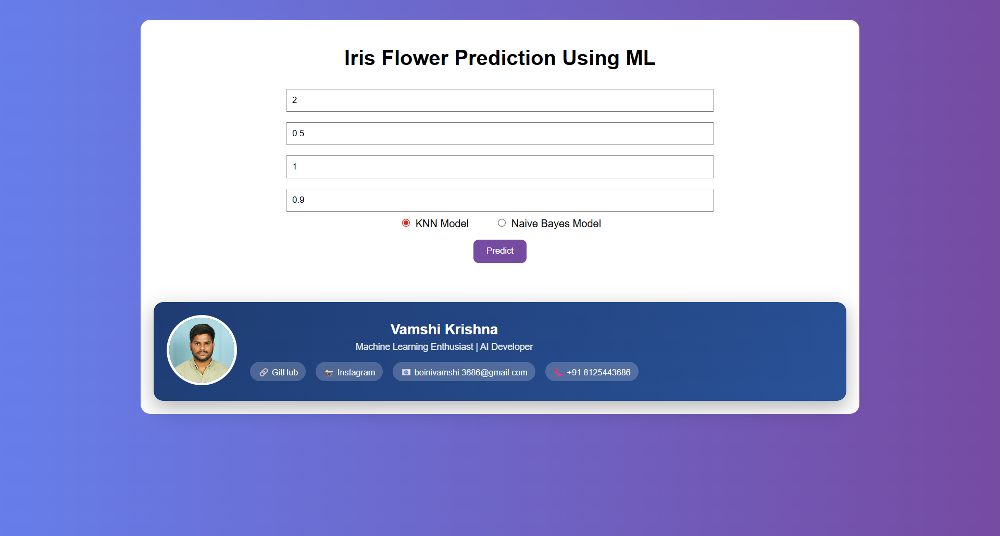 Iris Flower Prediction Using ML
2
0.5
1
0.9
KNN Model Naive Bayes Model
Predict
Vamshi Krishna
Machine Learning Enthusiast | AI Developer
GitHub Instagram boinivamshi.3686@gmail.com +91 8125443686